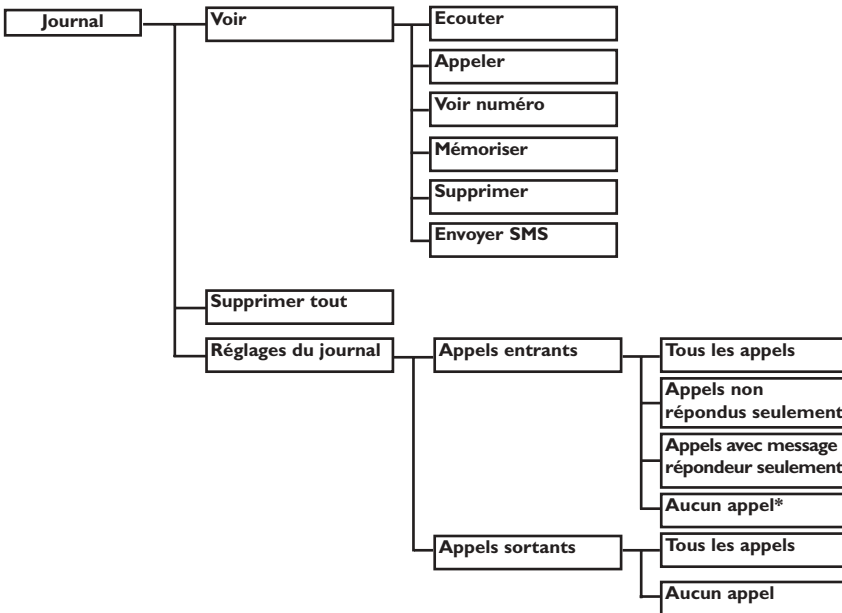 Journal
Voir
Ecouter
Appeler
Voir numéro
Mémoriser
Supprimer
Envoyer SMS
Supprimer tout
Réglages du journal
Appels entrants
Tous les appels
Appels non
répondus seulement
Appels avec message
répondeur seulement
Aucun appel*
Appels sortants
Tous les appels
Aucun appel